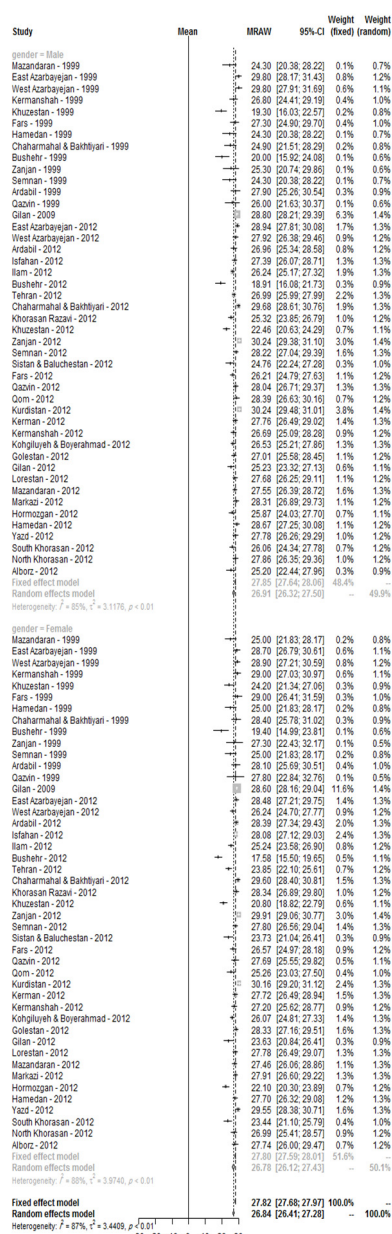 Weight Weight
Study Mean MRAW 95%-CI (fixed) (random)
gender = Male
Mazandaran - 1999 24.30 [20.38; 28.22] 0.1% 0.7%
East Azarbayejan - 1999 29.80 [28.17; 31.43] 0.8% 1.2%
West Azarbayejan - 1999 29.80 [27.91; 31.69] 0.6% 1.1%
Kermanshah - 1999 26.80 [24.41; 29.19] 0.4% 1.0%
Khuzestan - 1999 19.30 [16.03; 22.57] 0.2% 0.8%
Fars - 1999 27.30 [24.90; 29.70] 0.4% 1.0%
Hamedan - 1999 24.30 [20.38; 28.22] 0.1% 0.7%
Chaharmahal & Bakhtiyari - 1999 24.90 [21.51; 28.29] 0.2% 0.8%
Bushehr - 1999 20.00 [15.92; 24.08] 0.1% 0.6%
Zanjan - 1999 25.30 [20.74; 29.86] 0.1% 0.6%
Semnan - 1999 24.30 [20.38; 28.22] 0.1% 0.7%
Ardabil - 1999 27.90 [25.26; 30.54] 0.3% 0.9%
Qazvin - 1999 26.00 [21.63; 30.37] 0.1% 0.6%
Gilan - 2009 28.80 [28.21; 29.39] 6.3% 1.4%
East Azarbayejan - 2012 28.94 [27.81; 30.08] 1.7% 1.3%
West Azarbayejan - 2012 27.92 [26.38; 29.46] 0.9% 1.2%
Ardabil - 2012 26.96 [25.34; 28.58] 0.8% 1.2%
Isfahan - 2012 27.39 [26.07; 28.71] 1.3% 1.3%
Ilam - 2012 26.24 [25.17; 27.32] 1.9% 1.3%
Bushehr - 2012 18.91 [16.08; 21.73] 0.3% 0.9%
Tehran - 2012 26.99 [25.99; 27.99] 2.2% 1.3%
Chaharmahal & Bakhtiyari - 2012 29.68 [28.61; 30.76] 1.9% 1.3%
Khorasan Razavi - 2012 25.32 [23.85; 26.79] 1.0% 1.2%
Khuzestan - 2012 22.46 [20.63; 24.29] 0.7% 1.1%
Zanjan - 2012 30.24 [29.38; 31.10] 3.0% 1.4%
Semnan - 2012 28.22 [27.04; 29.39] 1.6% 1.3%
Sistan & Baluchestan - 2012 24.76 [22.24; 27.28] 0.3% 1.0%
Fars - 2012 26.21 [24.79; 27.63] 1.1% 1.2%
Qazvin - 2012 28.04 [26.71; 29.37] 1.2% 1.3%
Qom - 2012 28.39 [26.63; 30.16] 0.7% 1.2%
Kurdistan - 2012 30.24 [29.48; 31.01] 3.8% 1.4%
Kerman - 2012 27.76 [26.49; 29.02] 1.4% 1.3%
Kermanshah - 2012 26.69 [25.09; 28.28] 0.9% 1.2%
Kohgiluyeh & Boyerahmad - 2012 26.53 [25.21; 27.86] 1.3% 1.3%
Golestan - 2012 27.01 [25.58; 28.45] 1.1% 1.2%
Gilan - 2012 25.23 [23.32; 27.13] 0.6% 1.1%
Lorestan - 2012 27.68 [26.25; 29.11] 1.1% 1.2%
Mazandaran - 2012 27.55 [26.39; 28.72] 1.6% 1.3%
Markazi - 2012 28.31 [26.89; 29.73] 1.1% 1.3%
Hormozgan - 2012 25.87 [24.03; 27.70] 0.7% 1.1%
Hamedan - 2012 28.67 [27.25; 30.08] 1.1% 1.2%
Yazd - 2012 27.78 [26.26; 29.29] 1.0% 1.2%
South Khorasan - 2012 26.06 [24.34; 27.78] 0.7% 1.2%
North Khorasan - 2012 27.86 [26.35; 29.36] 1.0% 1.2%
Alborz - 2012 25.20 [22.44; 27.96] 0.3% 0.9%
Fixed effect model 27.85 [27.64; 28.06] 48.4% --
Random effects model 26.91 [26.32; 27.50] -- 49.9%
Heterogeneity: I² = 85%, τ² = 3.1176, p < 0.01
gender = Female
Mazandaran - 1999 25.00 [21.83; 28.17] 0.2% 0.8%
East Azarbayejan - 1999 28.70 [26.79; 30.61] 0.6% 1.1%
West Azarbayejan - 1999 28.90 [27.21; 30.59] 0.8% 1.2%
Kermanshah - 1999 29.00 [27.03; 30.97] 0.6% 1.1%
Khuzestan - 1999 24.20 [21.34; 27.06] 0.3% 0.9%
Fars - 1999 29.00 [26.41; 31.59] 0.3% 1.0%
Hamedan - 1999 25.00 [21.83; 28.17] 0.2% 0.8%
Chaharmahal & Bakhtiyari - 1999 28.40 [25.78; 31.02] 0.3% 0.9%
Bushehr - 1999 19.40 [14.99; 23.81] 0.1% 0.6%
Zanjan - 1999 27.30 [22.43; 32.17] 0.1% 0.5%
Semnan - 1999 25.00 [21.83; 28.17] 0.2% 0.8%
Ardabil - 1999 28.10 [25.69; 30.51] 0.4% 1.0%
Qazvin - 1999 27.80 [22.84; 32.76] 0.1% 0.5%
Gilan - 2009 28.60 [28.16; 29.04] 11.6% 1.4%
East Azarbayejan - 2012 28.48 [27.21; 29.75] 1.4% 1.3%
West Azarbayejan - 2012 26.24 [24.70; 27.77] 0.9% 1.2%
Ardabil - 2012 28.39 [27.34; 29.43] 2.0% 1.3%
Isfahan - 2012 28.08 [27.12; 29.03] 2.4% 1.3%
Ilam - 2012 25.24 [23.58; 26.90] 0.8% 1.2%
Bushehr - 2012 17.58 [15.50; 19.65] 0.5% 1.1%
Tehran - 2012 23.85 [22.10; 25.61] 0.7% 1.2%
Chaharmahal & Bakhtiyari - 2012 29.60 [28.40; 30.81] 1.5% 1.3%
Khorasan Razavi - 2012 28.34 [26.89; 29.80] 1.0% 1.2%
Khuzestan - 2012 20.80 [18.82; 22.79] 0.6% 1.1%
Zanjan - 2012 29.91 [29.06; 30.77] 3.0% 1.4%
Semnan - 2012 27.80 [26.56; 29.04] 1.4% 1.3%
Sistan & Baluchestan - 2012 23.73 [21.04; 26.41] 0.3% 0.9%
Fars - 2012 26.57 [24.97; 28.18] 0.9% 1.2%
Qazvin - 2012 27.69 [25.55; 29.82] 0.5% 1.1%
Qom - 2012 25.26 [23.03; 27.50] 0.4% 1.0%
Kurdistan - 2012 30.16 [29.20; 31.12] 2.4% 1.3%
Kerman - 2012 27.72 [26.49; 28.94] 1.5% 1.3%
Kermanshah - 2012 27.20 [25.62; 28.77] 0.9% 1.2%
Kohgiluyeh & Boyerahmad - 2012 26.07 [24.81; 27.33] 1.4% 1.3%
Golestan - 2012 28.33 [27.16; 29.51] 1.6% 1.3%
Gilan - 2012 23.63 [20.84; 26.41] 0.3% 0.9%
Lorestan - 2012 27.78 [26.49; 29.07] 1.3% 1.3%
Mazandaran - 2012 27.46 [26.06; 28.86] 1.1% 1.3%
Markazi - 2012 27.91 [26.60; 29.22] 1.3% 1.3%
Hormozgan - 2012 22.10 [20.30; 23.89] 0.7% 1.2%
Hamedan - 2012 27.70 [26.32; 29.08] 1.2% 1.3%
Yazd - 2012 29.55 [28.38; 30.71] 1.6% 1.3%
South Khorasan - 2012 23.44 [21.10; 25.79] 0.4% 1.0%
North Khorasan - 2012 26.99 [25.41; 28.57] 0.9% 1.2%
Alborz - 2012 27.74 [26.00; 29.47] 0.7% 1.2%
Fixed effect model 27.80 [27.59; 28.01] 51.6% --
Random effects model 26.78 [26.12; 27.43] -- 50.1%
Heterogeneity: I² = 88%, τ² = 3.9740, p < 0.01
Fixed effect model 27.82 [27.68; 27.97] 100.0% --
Random effects model 26.84 [26.41; 27.28] -- 100.0%
Heterogeneity: I² = 87%, τ² = 3.4409, p < 0.01